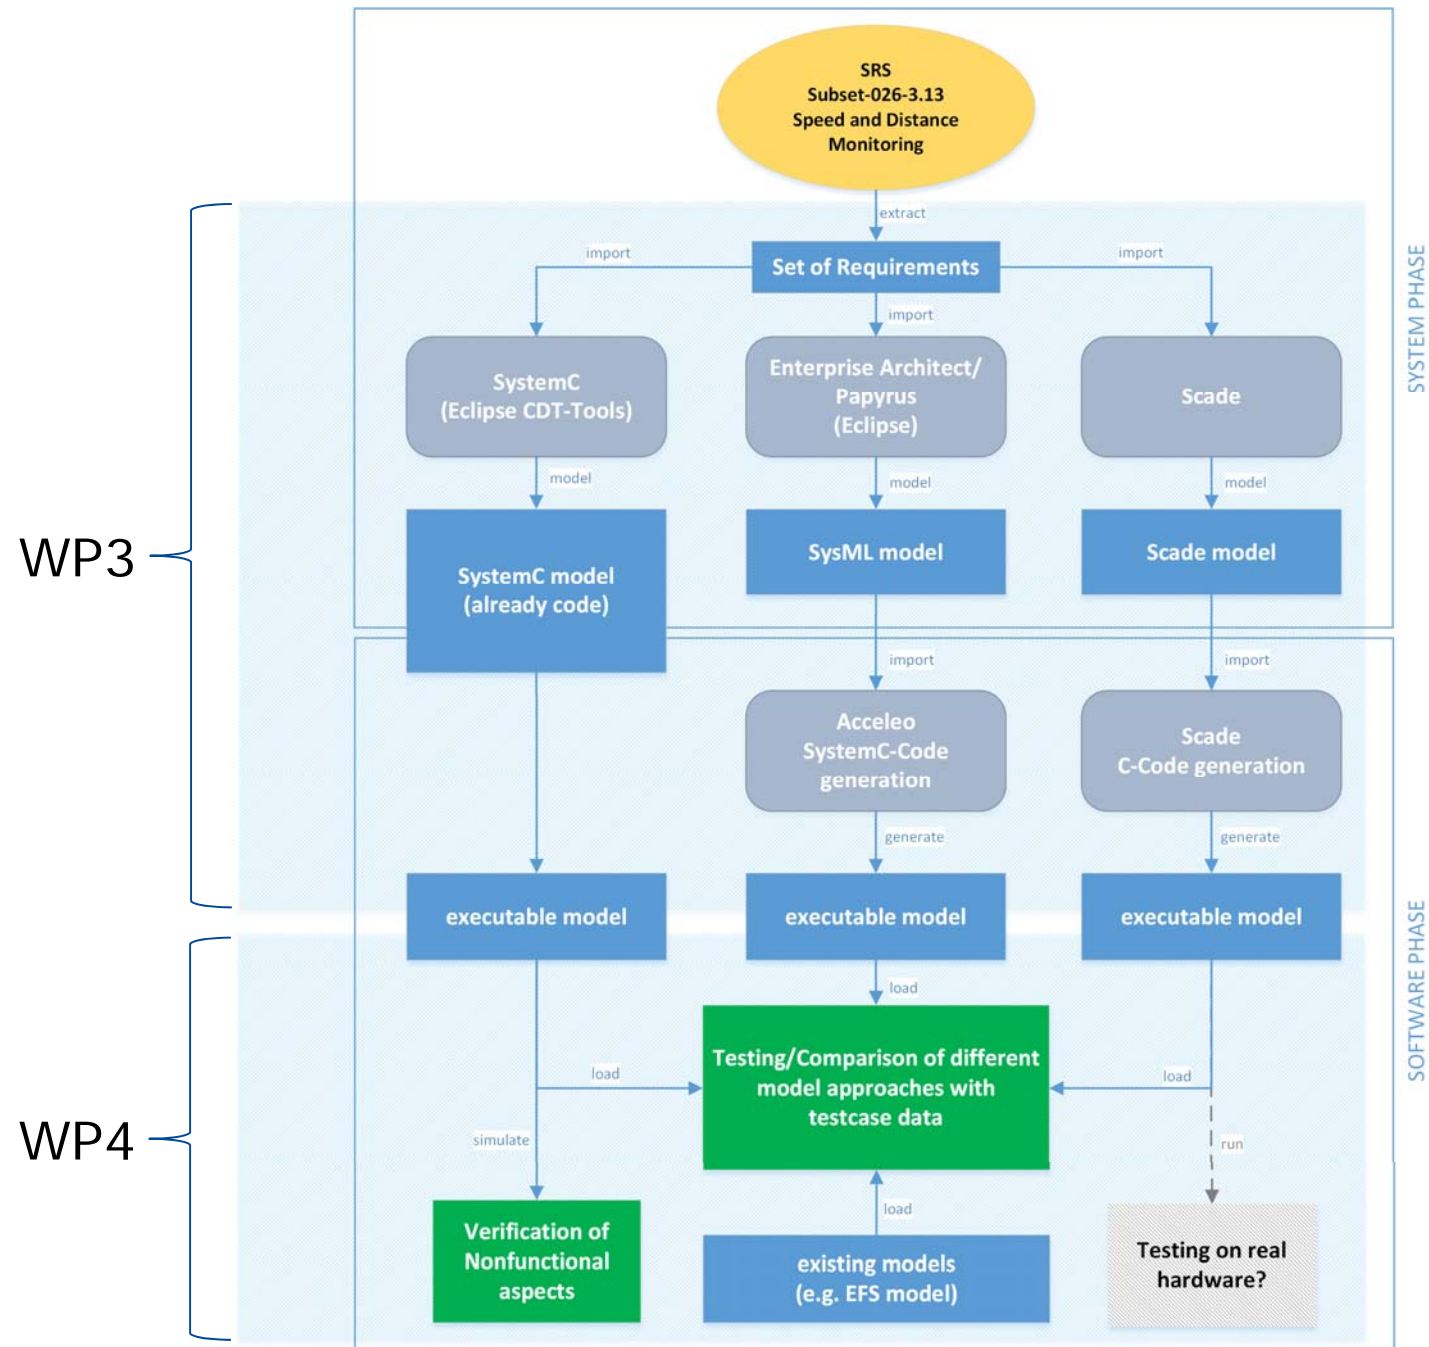 SRS
Subset-026-3.13
Speed and Distance
Monitoring
extract
Set of Requirements
import
import
import
SystemC
(Eclipse CDT-Tools)
Enterprise Architect/
Papyrus
(Eclipse)
Scade
model
model
model
SystemC model
(already code)
SysML model
Scade model
SYSTEM PHASE
WP3
import
import
Acceleo
SystemC-Code
generation
Scade
C-Code generation
generate
generate
executable model
executable model
executable model
SOFTWARE PHASE
WP4
load
Testing/Comparison of different
model approaches with
testcase data
load
load
simulate
run
load
Verification of
Nonfunctional
aspects
existing models
(e.g. EFS model)
Testing on real
hardware?